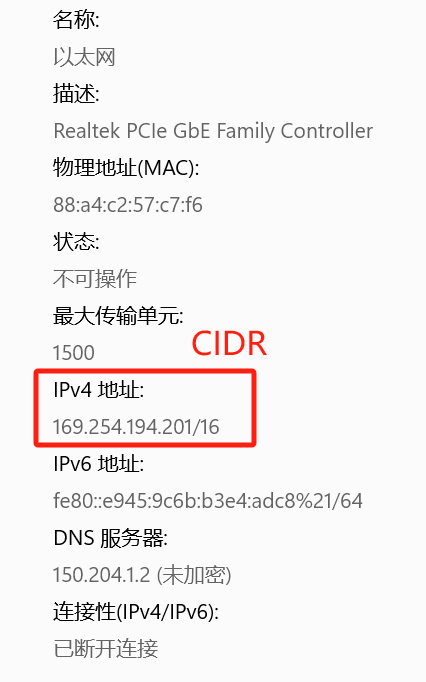 名称:
以太网
描述:
Realtek PCIe GbE Family Controller
物理地址(MAC):
88:a4:c2:57:c7:f6
状态:
不可操作
最大传输单元:
1500
CIDR
IPv4 地址:
169.254.194.201/16
IPv6 地址:
fe80::e945:9c6b:b3e4:adc8%21/64
DNS 服务器:
150.204.1.2 (未加密)
连接性(IPv4/IPv6):
已断开连接